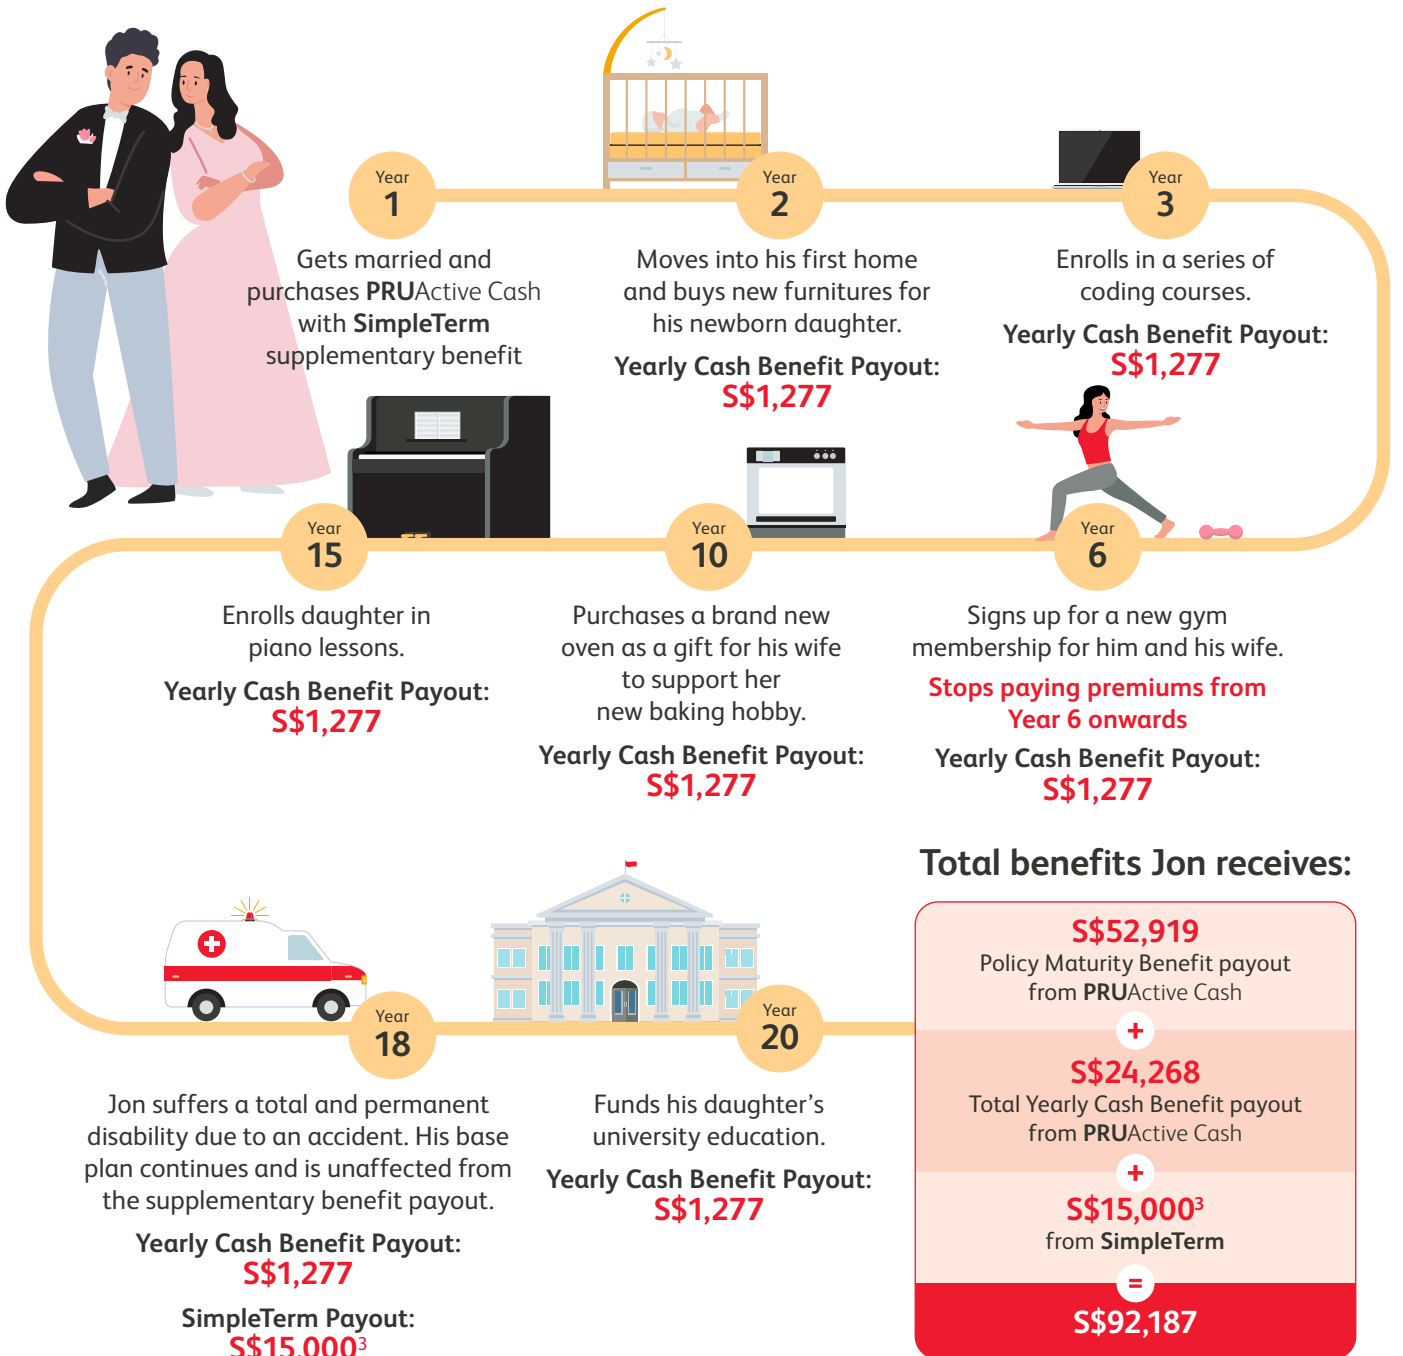 Year
1
Gets married and
purchases PRUActive Cash
with SimpleTerm
supplementary benefit
Year
2
Moves into his first home
and buys new furnitures for
his newborn daughter.
Yearly Cash Benefit Payout:
S$1,277
Year
3
Enrolls in a series of
coding courses.
Yearly Cash Benefit Payout:
S$1,277
Year
6
Signs up for a new gym
membership for him and his wife.
Stops paying premiums from
Year 6 onwards
Yearly Cash Benefit Payout:
S$1,277
Year
10
Purchases a brand new
oven as a gift for his wife
to support her
new baking hobby.
Yearly Cash Benefit Payout:
S$1,277
Year
15
Enrolls daughter in
piano lessons.
Yearly Cash Benefit Payout:
S$1,277
Year
18
Jon suffers a total and permanent
disability due to an accident. His base
plan continues and is unaffected from
the supplementary benefit payout.
Yearly Cash Benefit Payout:
S$1,277
SimpleTerm Payout:
S$15,000³
Year
20
Funds his daughter’s
university education.
Yearly Cash Benefit Payout:
S$1,277
Total benefits Jon receives:
S$52,919
Policy Maturity Benefit payout
from PRUActive Cash
+
S$24,268
Total Yearly Cash Benefit payout
from PRUActive Cash
+
S$15,000³
from SimpleTerm
=
S$92,187